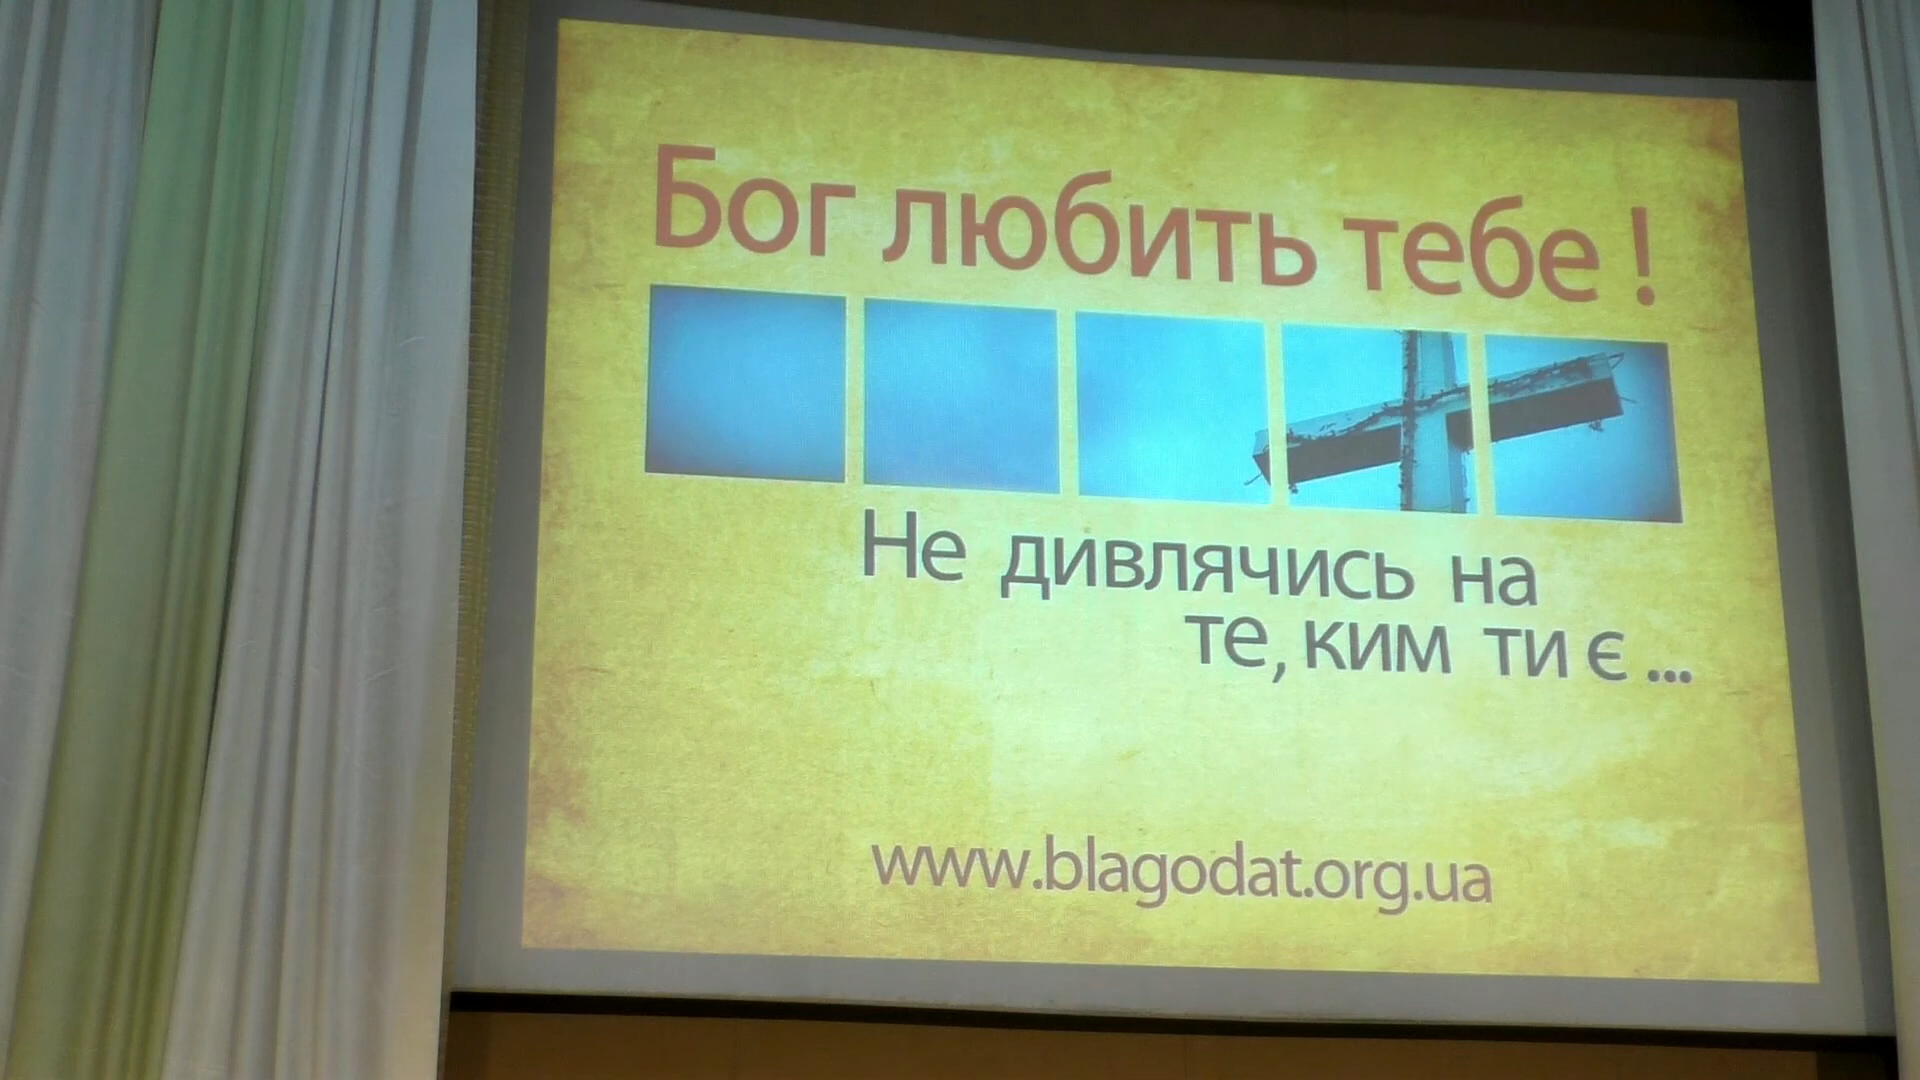 Бог любить тебе !
Не дивлячись на
те, ким ти є ...
www.blagodat.org.ua